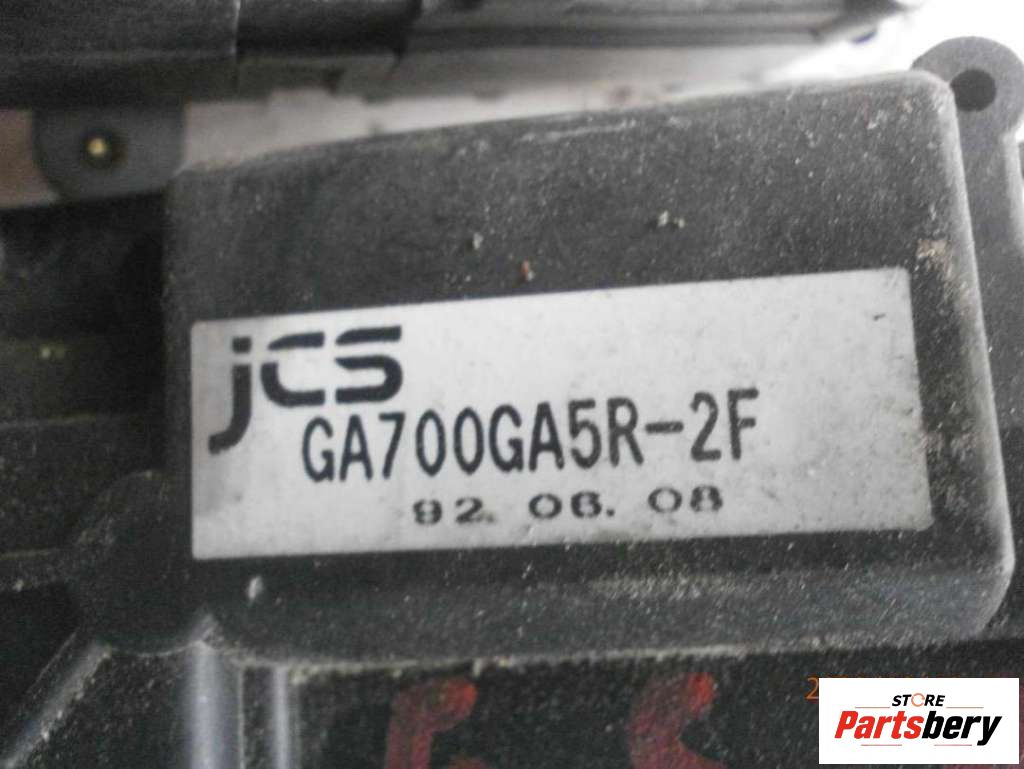 jCS
GA700GA5R-2F
92. 06. 08
STORE
Partsbery